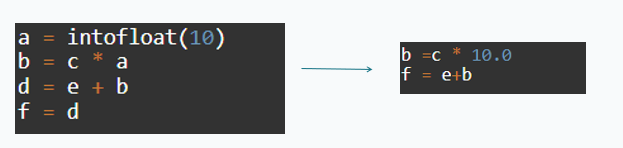 a = intofloat(10)
b = c * a
d = e + b
f = d
b =c * 10.0
f = e+b